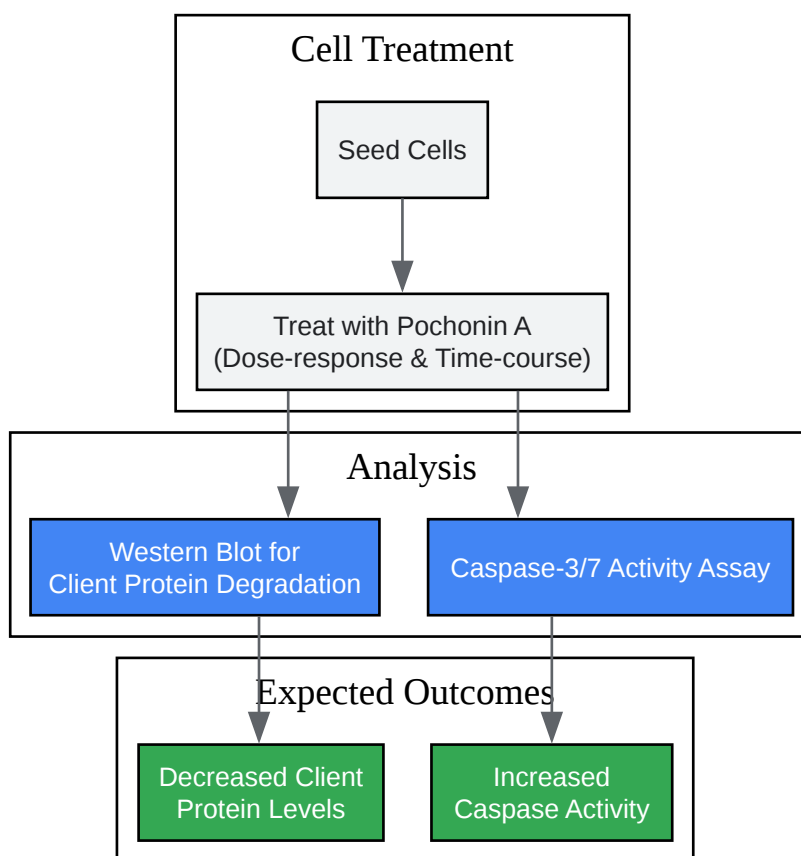 Cell Treatment
Seed Cells
Treat with Pochonin A
(Dose-response & Time-course)
Analysis
Western Blot for
Client Protein Degradation
Caspase-3/7 Activity Assay
Expected Outcomes
Decreased Client
Protein Levels
Increased
Caspase Activity